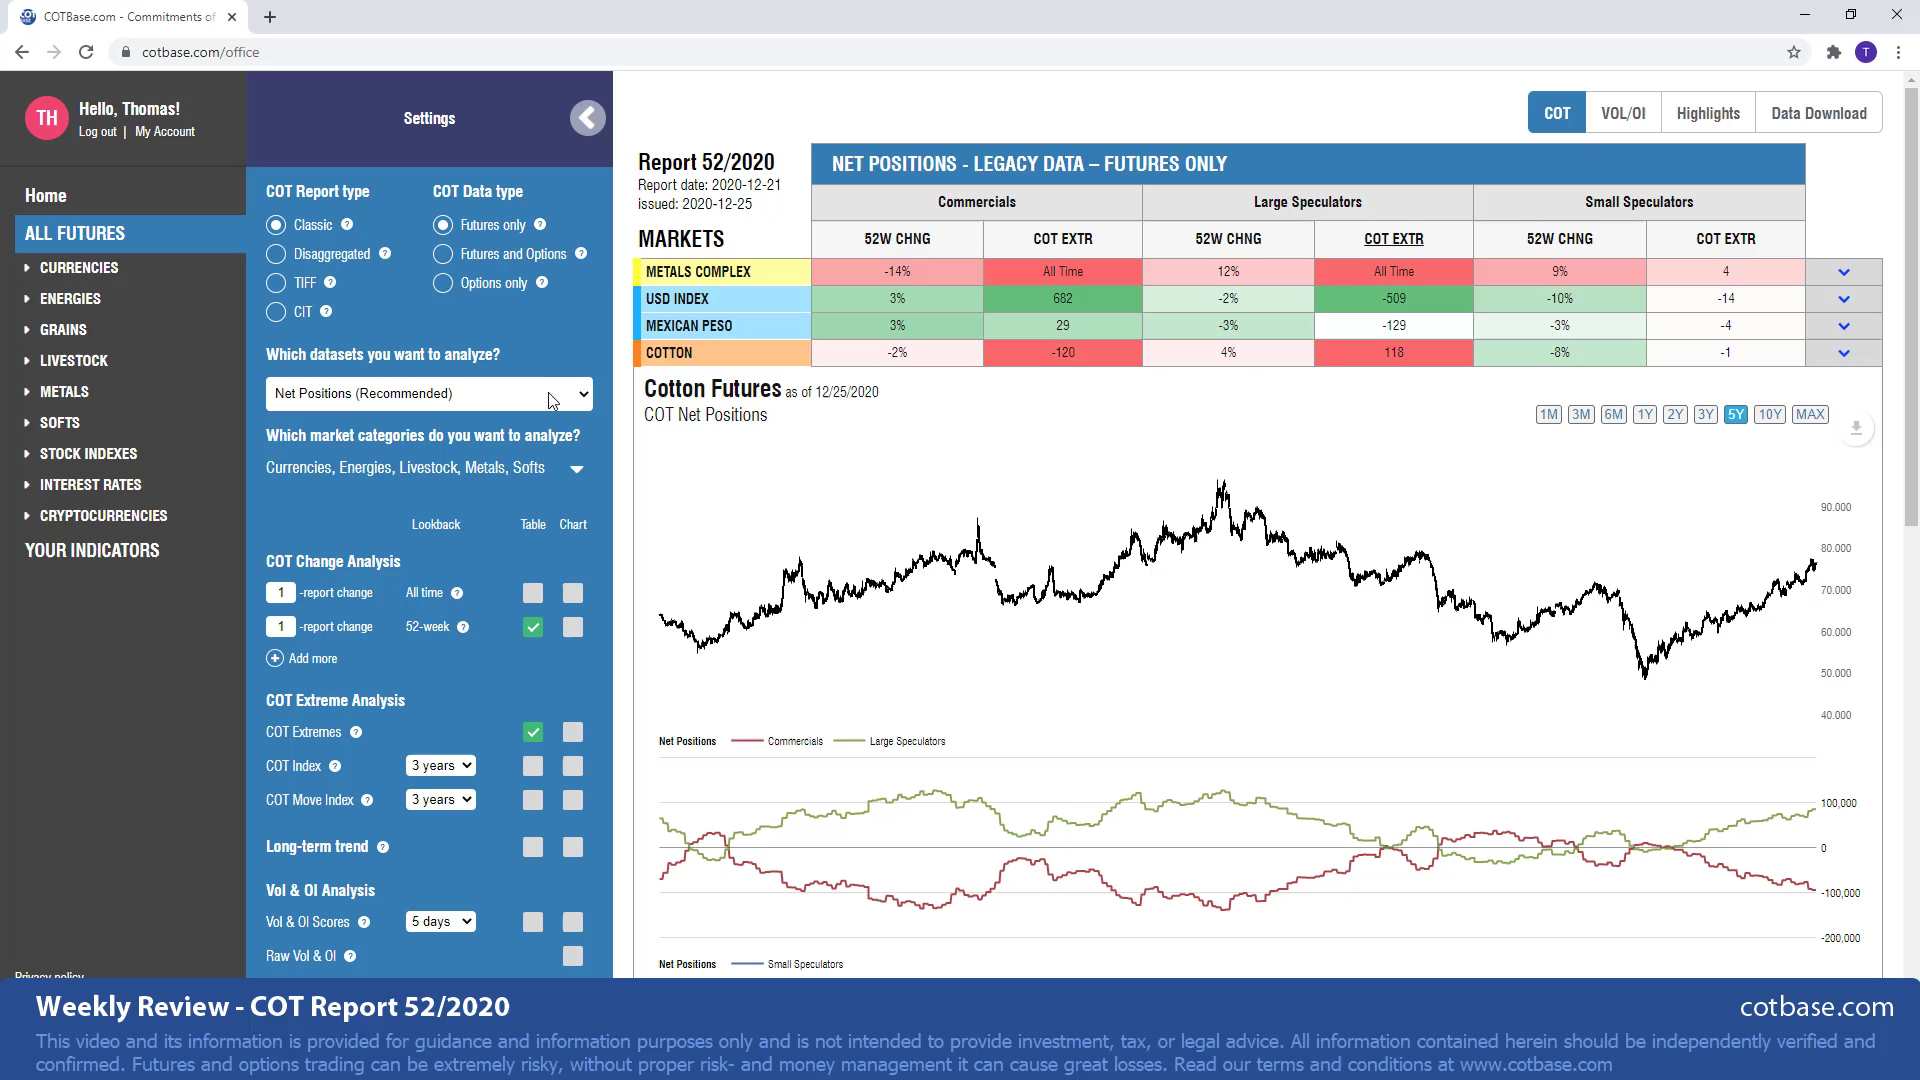 COTBase.com - Commitments of
cotbase.com/office
T
TH
Hello, Thomas!
Log out | My Account
Home
ALL FUTURES
CURRENCIES
ENERGIES
GRAINS
LIVESTOCK
METALS
SOFTS
STOCK INDEXES
INTEREST RATES
CRYPTOCURRENCIES
YOUR INDICATORS
Privacy policy
Settings
COT Report type
COT Data type
Classic ?
Futures only ?
Disaggregated ?
Futures and Options ?
TIFF ?
Options only ?
CIT ?
Which datasets you want to analyze?
Net Positions (Recommended)
Which market categories do you want to analyze?
Currencies, Energies, Livestock, Metals, Softs
Lookback Table Chart
COT Change Analysis
1 -report change All time ?
1 -report change 52-week ?
Add more
COT Extreme Analysis
COT Extremes ?
COT Index ? 3 years
COT Move Index ? 3 years
Long-term trend ?
Vol & OI Analysis
Vol & OI Scores ? 5 days
Raw Vol & OI ?
COT VOL/OI Highlights Data Download
Report 52/2020
Report date: 2020-12-21
issued: 2020-12-25
NET POSITIONS - LEGACY DATA – FUTURES ONLY
Commercials Large Speculators Small Speculators
MARKETS 52W CHNG COT EXTR 52W CHNG COT EXTR 52W CHNG COT EXTR
METALS COMPLEX -14% All Time 12% All Time 9% 4
USD INDEX 3% 682 -2% -509 -10% -14
MEXICAN PESO 3% 29 -3% -129 -3% -4
COTTON -2% -120 4% 118 -8% -1
Cotton Futures as of 12/25/2020
COT Net Positions
1M 3M 6M 1Y 2Y 3Y 5Y 10Y MAX
90.000
80.000
70.000
60.000
50.000
40.000
Net Positions Commercials Large Speculators
100,000
0
-100,000
-200,000
Net Positions Small Speculators
Weekly Review - COT Report 52/2020
cotbase.com
This video and its information is provided for guidance and information purposes only and is not intended to provide investment, tax, or legal advice. All information contained herein should be independently verified and
confirmed. Futures and options trading can be extremely risky, without proper risk- and money management it can cause great losses. Read our terms and conditions at www.cotbase.com